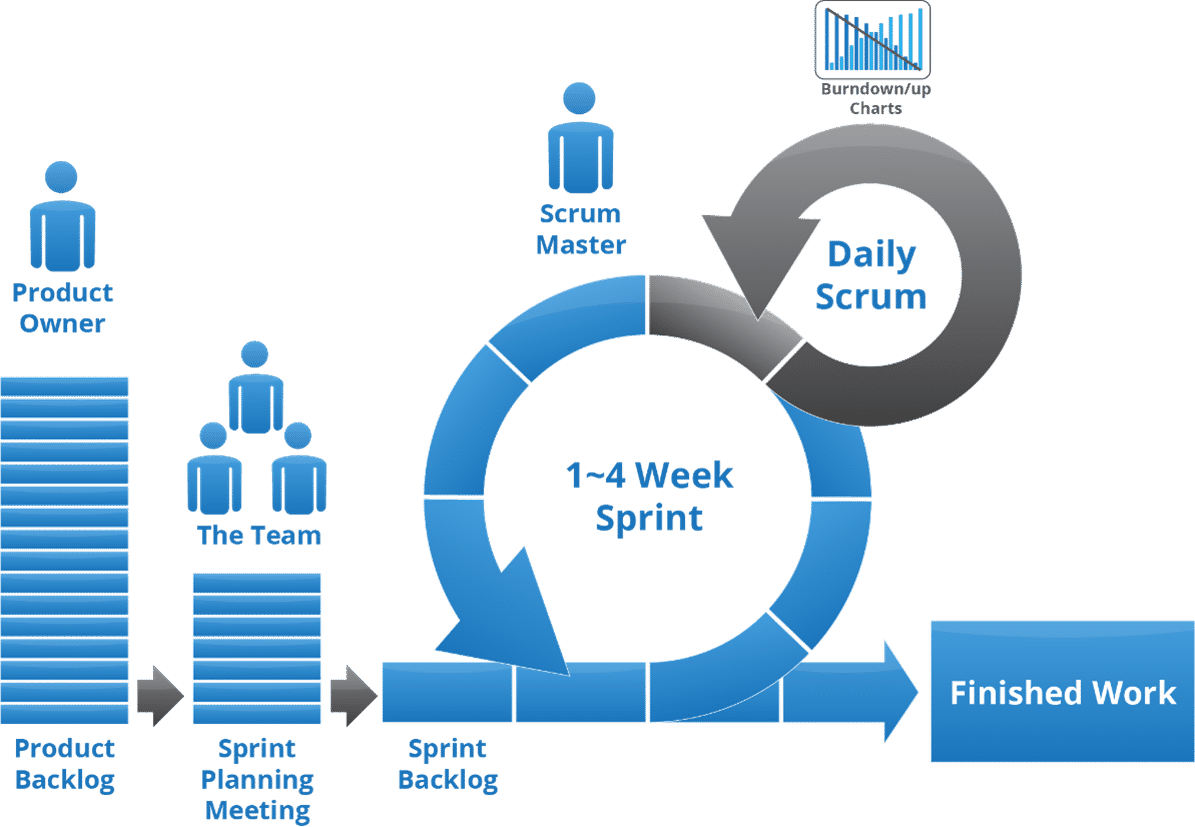 Burndown/up
Charts
Scrum
Master
Daily
Scrum
Product
Owner
The Team
1~4 Week
Sprint
Finished Work
Product
Backlog
Sprint
Planning
Meeting
Sprint
Backlog